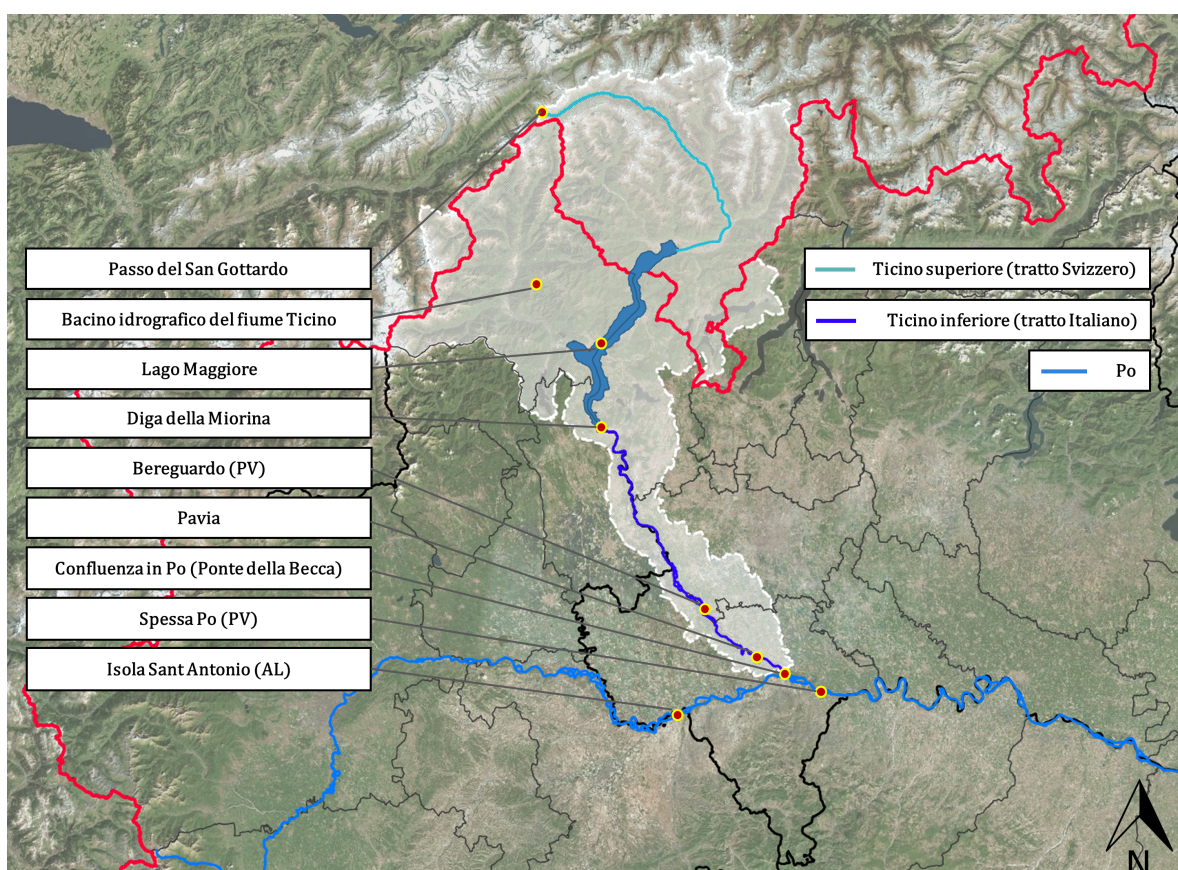 Passo del San Gottardo
Bacino idrografico del fiume Ticino
Lago Maggiore
Diga della Miorina
Bereguardo (PV)
Pavia
Confluenza in Po (Ponte della Becca)
Spessa Po (PV)
Isola Sant Antonio (AL)
Ticino superiore (tratto Svizzero)
Ticino inferiore (tratto Italiano)
Po
N